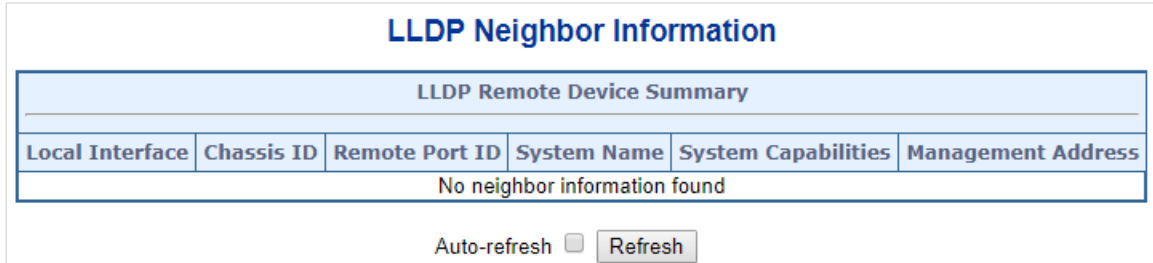 LLDP Neighbor Information
LLDP Remote Device Summary
Local Interface Chassis ID Remote Port ID System Name System Capabilities Management Address
No neighbor information found
Auto-refresh Refresh